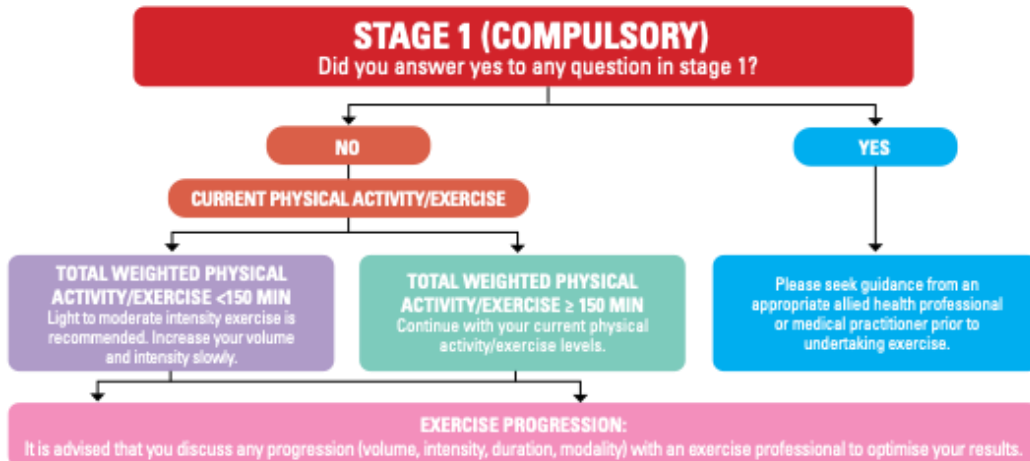 STAGE 1 (COMPULSORY)
Did you answer yes to any question in stage 1?
NO
YES
CURRENT PHYSICAL ACTIVITY/EXERCISE
TOTAL WEIGHTED PHYSICAL
ACTIVITY/EXERCISE <150 MIN
Light to moderate intensity exercise is
recommended. Increase your volume
and intensity slowly.
TOTAL WEIGHTED PHYSICAL
ACTIVITY/EXERCISE ≥ 150 MIN
Continue with your current physical
activity/exercise levels.
Please seek guidance from an
appropriate allied health professional
or medical practitioner prior to
undertaking exercise.
EXERCISE PROGRESSION:
It is advised that you discuss any progression (volume, intensity, duration, modality) with an exercise professional to optimise your results.